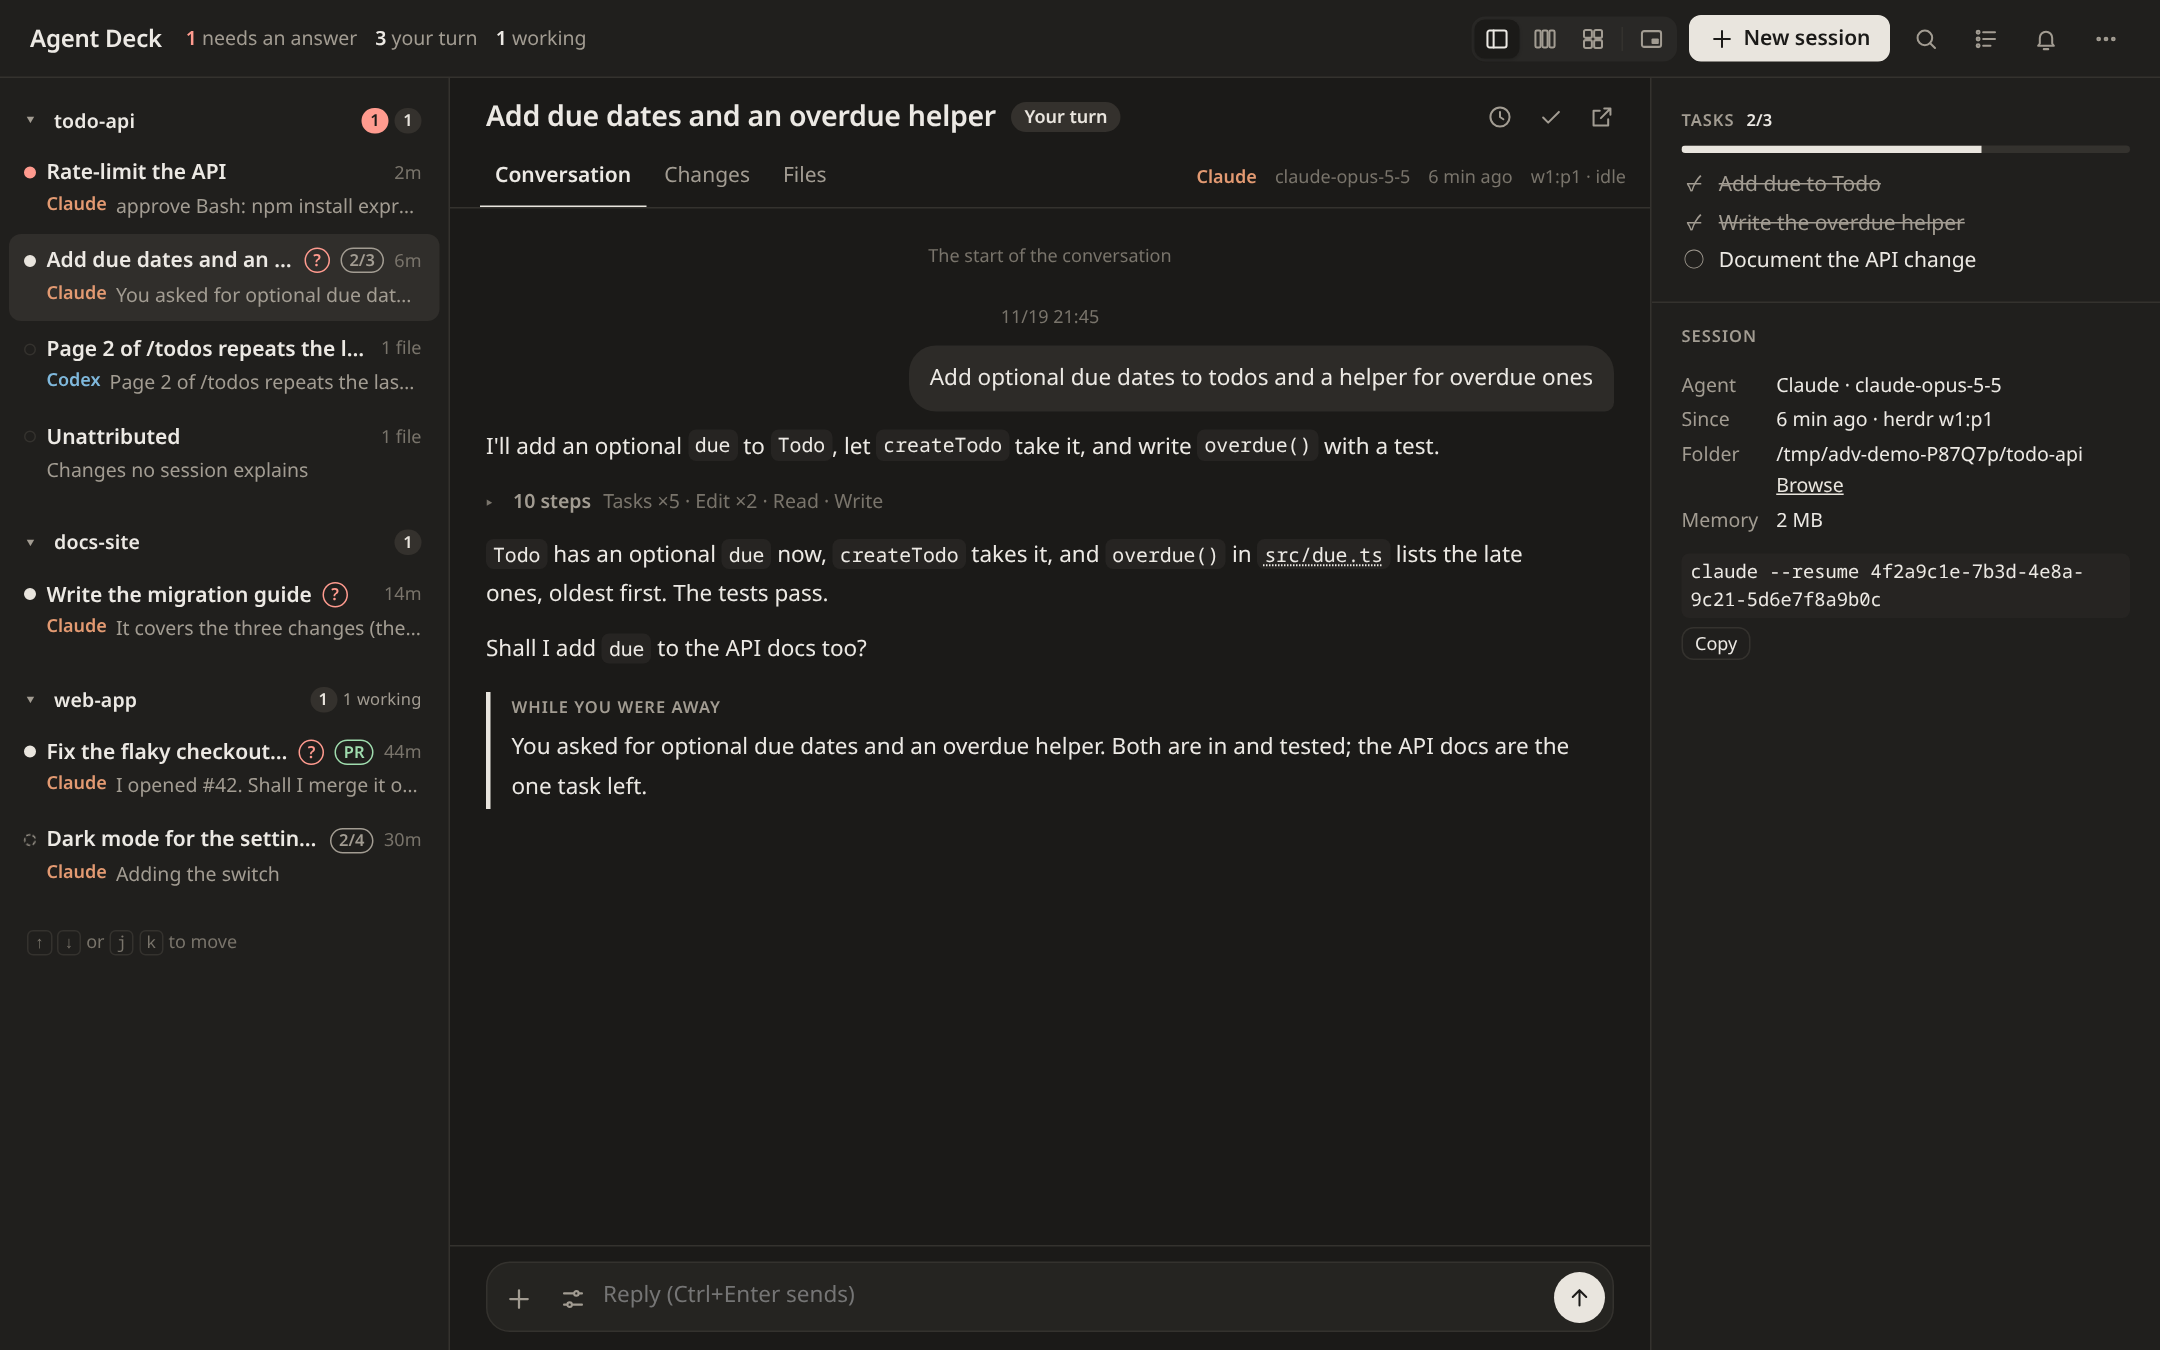 Agent Deck 1 needs an answer 3 your turn 1 working
New session
todo-api 1 1
Rate-limit the API 2m
Claude approve Bash: npm install expr...
Add due dates and an ... ? 2/3 6m
Claude You asked for optional due dat...
Page 2 of /todos repeats the l... 1 file
Codex Page 2 of /todos repeats the las...
Unattributed 1 file
Changes no session explains
docs-site 1
Write the migration guide ? 14m
Claude It covers the three changes (the...
web-app 1 1 working
Fix the flaky checkout... ? PR 44m
Claude I opened #42. Shall I merge it o...
Dark mode for the settin... 2/4 30m
Claude Adding the switch
↑ ↓ or j k to move
Add due dates and an overdue helper Your turn
Conversation Changes Files Claude claude-opus-5-5 6 min ago w1:p1 · idle
The start of the conversation
11/19 21:45
Add optional due dates to todos and a helper for overdue ones
I'll add an optional due to Todo, let createTodo take it, and write overdue() with a test.
10 steps Tasks ×5 · Edit ×2 · Read · Write
Todo has an optional due now, createTodo takes it, and overdue() in src/due.ts lists the late
ones, oldest first. The tests pass.
Shall I add due to the API docs too?
WHILE YOU WERE AWAY
You asked for optional due dates and an overdue helper. Both are in and tested; the API docs are the
one task left.
Reply (Ctrl+Enter sends)
TASKS 2/3
Add due to Todo
Write the overdue helper
Document the API change
SESSION
Agent Claude · claude-opus-5-5
Since 6 min ago · herdr w1:p1
Folder /tmp/adv-demo-P87Q7p/todo-api
Browse
Memory 2 MB
claude --resume 4f2a9c1e-7b3d-4e8a-
9c21-5d6e7f8a9b0c
Copy